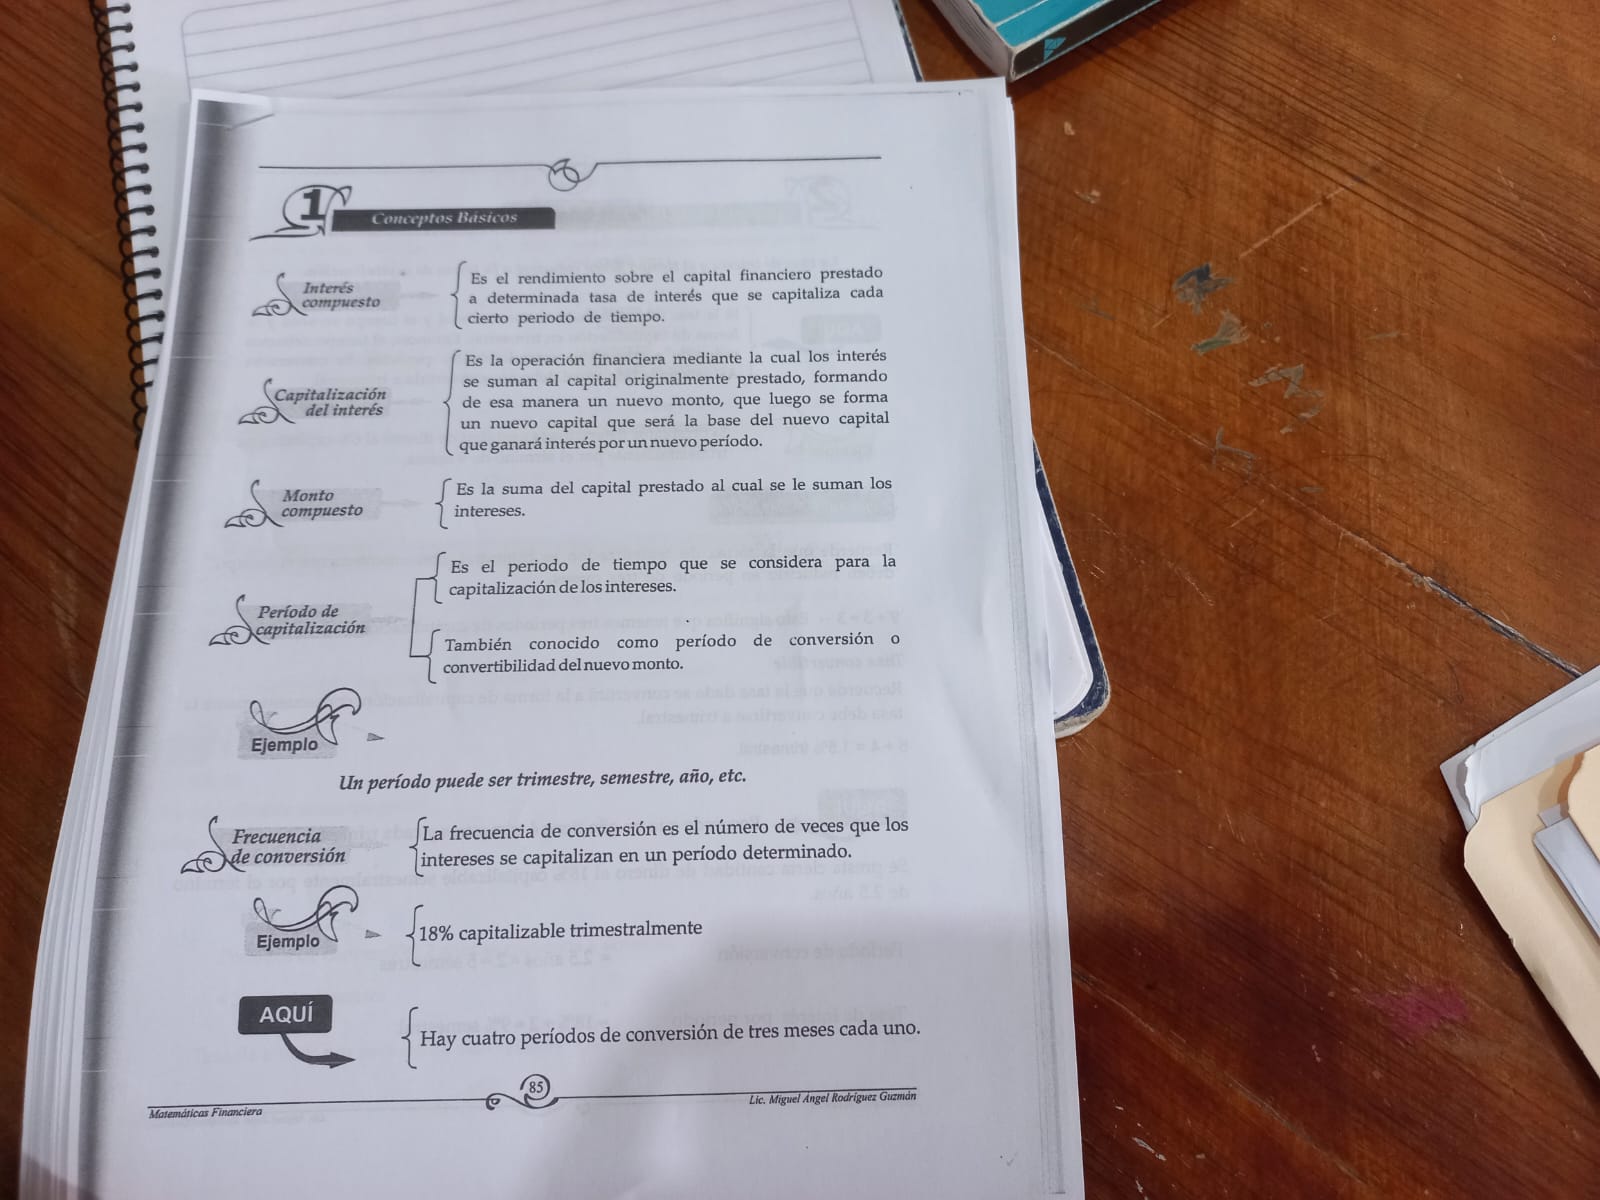 1
Conceptos Básicos
Interés
compuesto
Es el rendimiento sobre el capital financiero prestado
a determinada tasa de interés que se capitaliza cada
cierto periodo de tiempo.
Capitalización
del interés
Es la operación financiera mediante la cual los interés
se suman al capital originalmente prestado, formando
de esa manera un nuevo monto, que luego se forma
un nuevo capital que será la base del nuevo capital
que ganará interés por un nuevo período.
Monto
compuesto
Es la suma del capital prestado al cual se le suman los
intereses.
Período de
capitalización
Es el periodo de tiempo que se considera para la
capitalización de los intereses.
También conocido como período de conversión o
convertibilidad del nuevo monto.
Ejemplo
Un período puede ser trimestre, semestre, año, etc.
Frecuencia
de conversión
La frecuencia de conversión es el número de veces que los
intereses se capitalizan en un período determinado.
Ejemplo
18% capitalizable trimestralmente
AQUÍ
Hay cuatro períodos de conversión de tres meses cada uno.
85
Matemáticas Financiera
Lic. Miguel Angel Rodríguez Guzmán